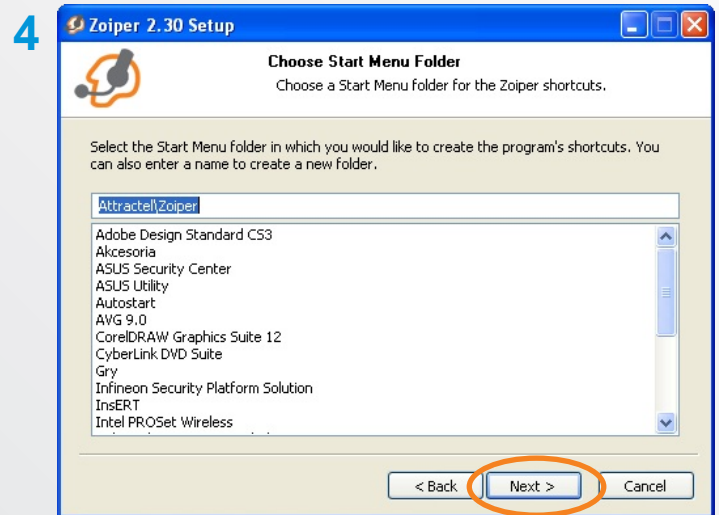 4
Zoiper 2.30 Setup
Choose Start Menu Folder
Choose a Start Menu folder for the Zoiper shortcuts.
Select the Start Menu folder in which you would like to create the program's shortcuts. You
can also enter a name to create a new folder.
Attractel\Zoiper
Adobe Design Standard CS3
Akcesoria
ASUS Security Center
ASUS Utility
Autostart
AVG 9.0
CorelDRAW Graphics Suite 12
CyberLink DVD Suite
Gry
Infineon Security Platform Solution
InsERT
Intel PROSet Wireless
< Back
Next >
Cancel